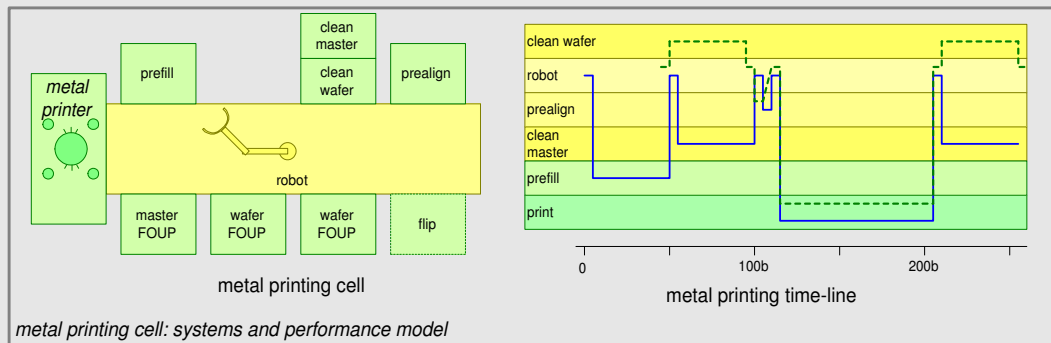 clean
master
clean
wafer
prefill
prealign
metal
printer
robot
master
FOUP
wafer
FOUP
wafer
FOUP
flip
metal printing cell
clean wafer
robot
prealign
clean
master
prefill
print
0
100b
200b
metal printing time-line
metal printing cell: systems and performance model